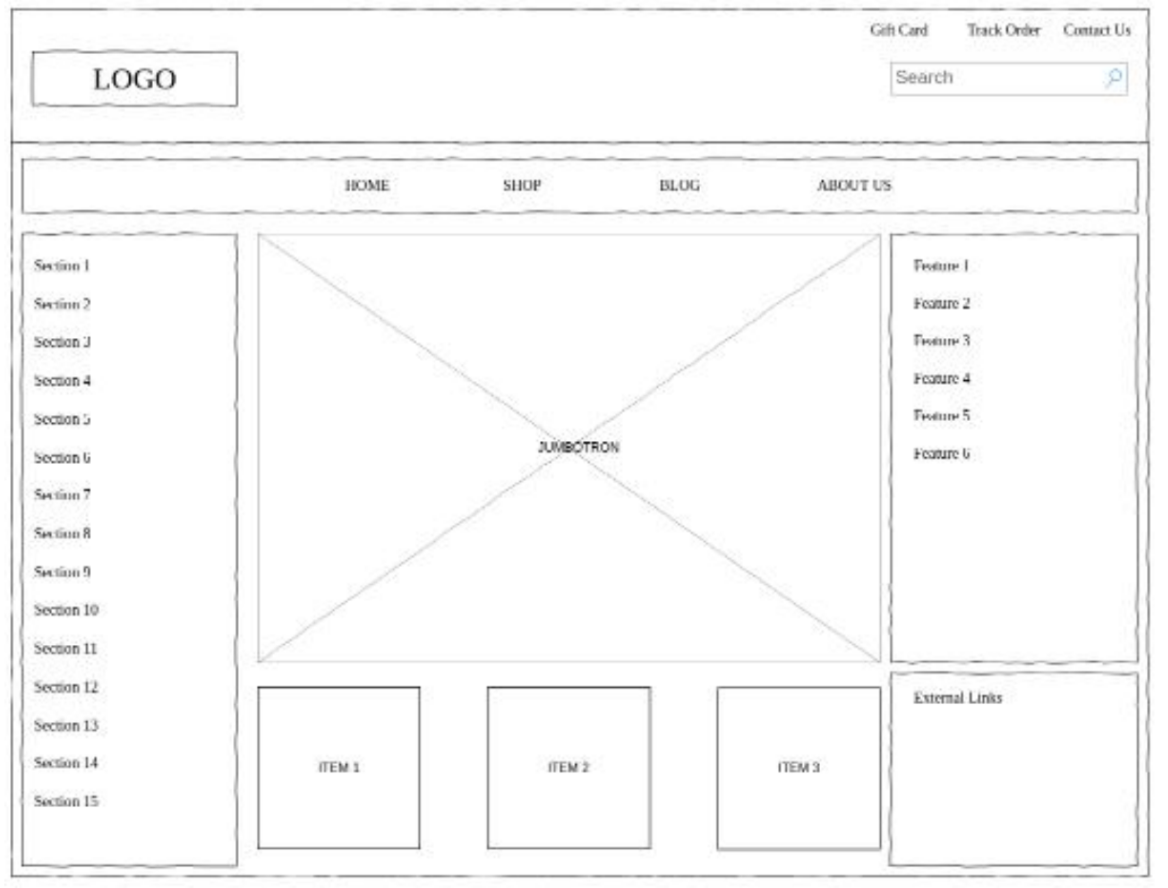 Gift Card Track Order Contact Us
LOGO
Search
HOME SHOP BLOG ABOUT US
Section 1
Section 2
Section 3
Section 4
Section 5
Section 6
Section 7
Section 8
Section 9
Section 10
Section 11
Section 12
Section 13
Section 14
Section 15
JUMBOTRON
ITEM 1
ITEM 2
ITEM 3
Feature 1
Feature 2
Feature 3
Feature 4
Feature 5
Feature 6
External Links